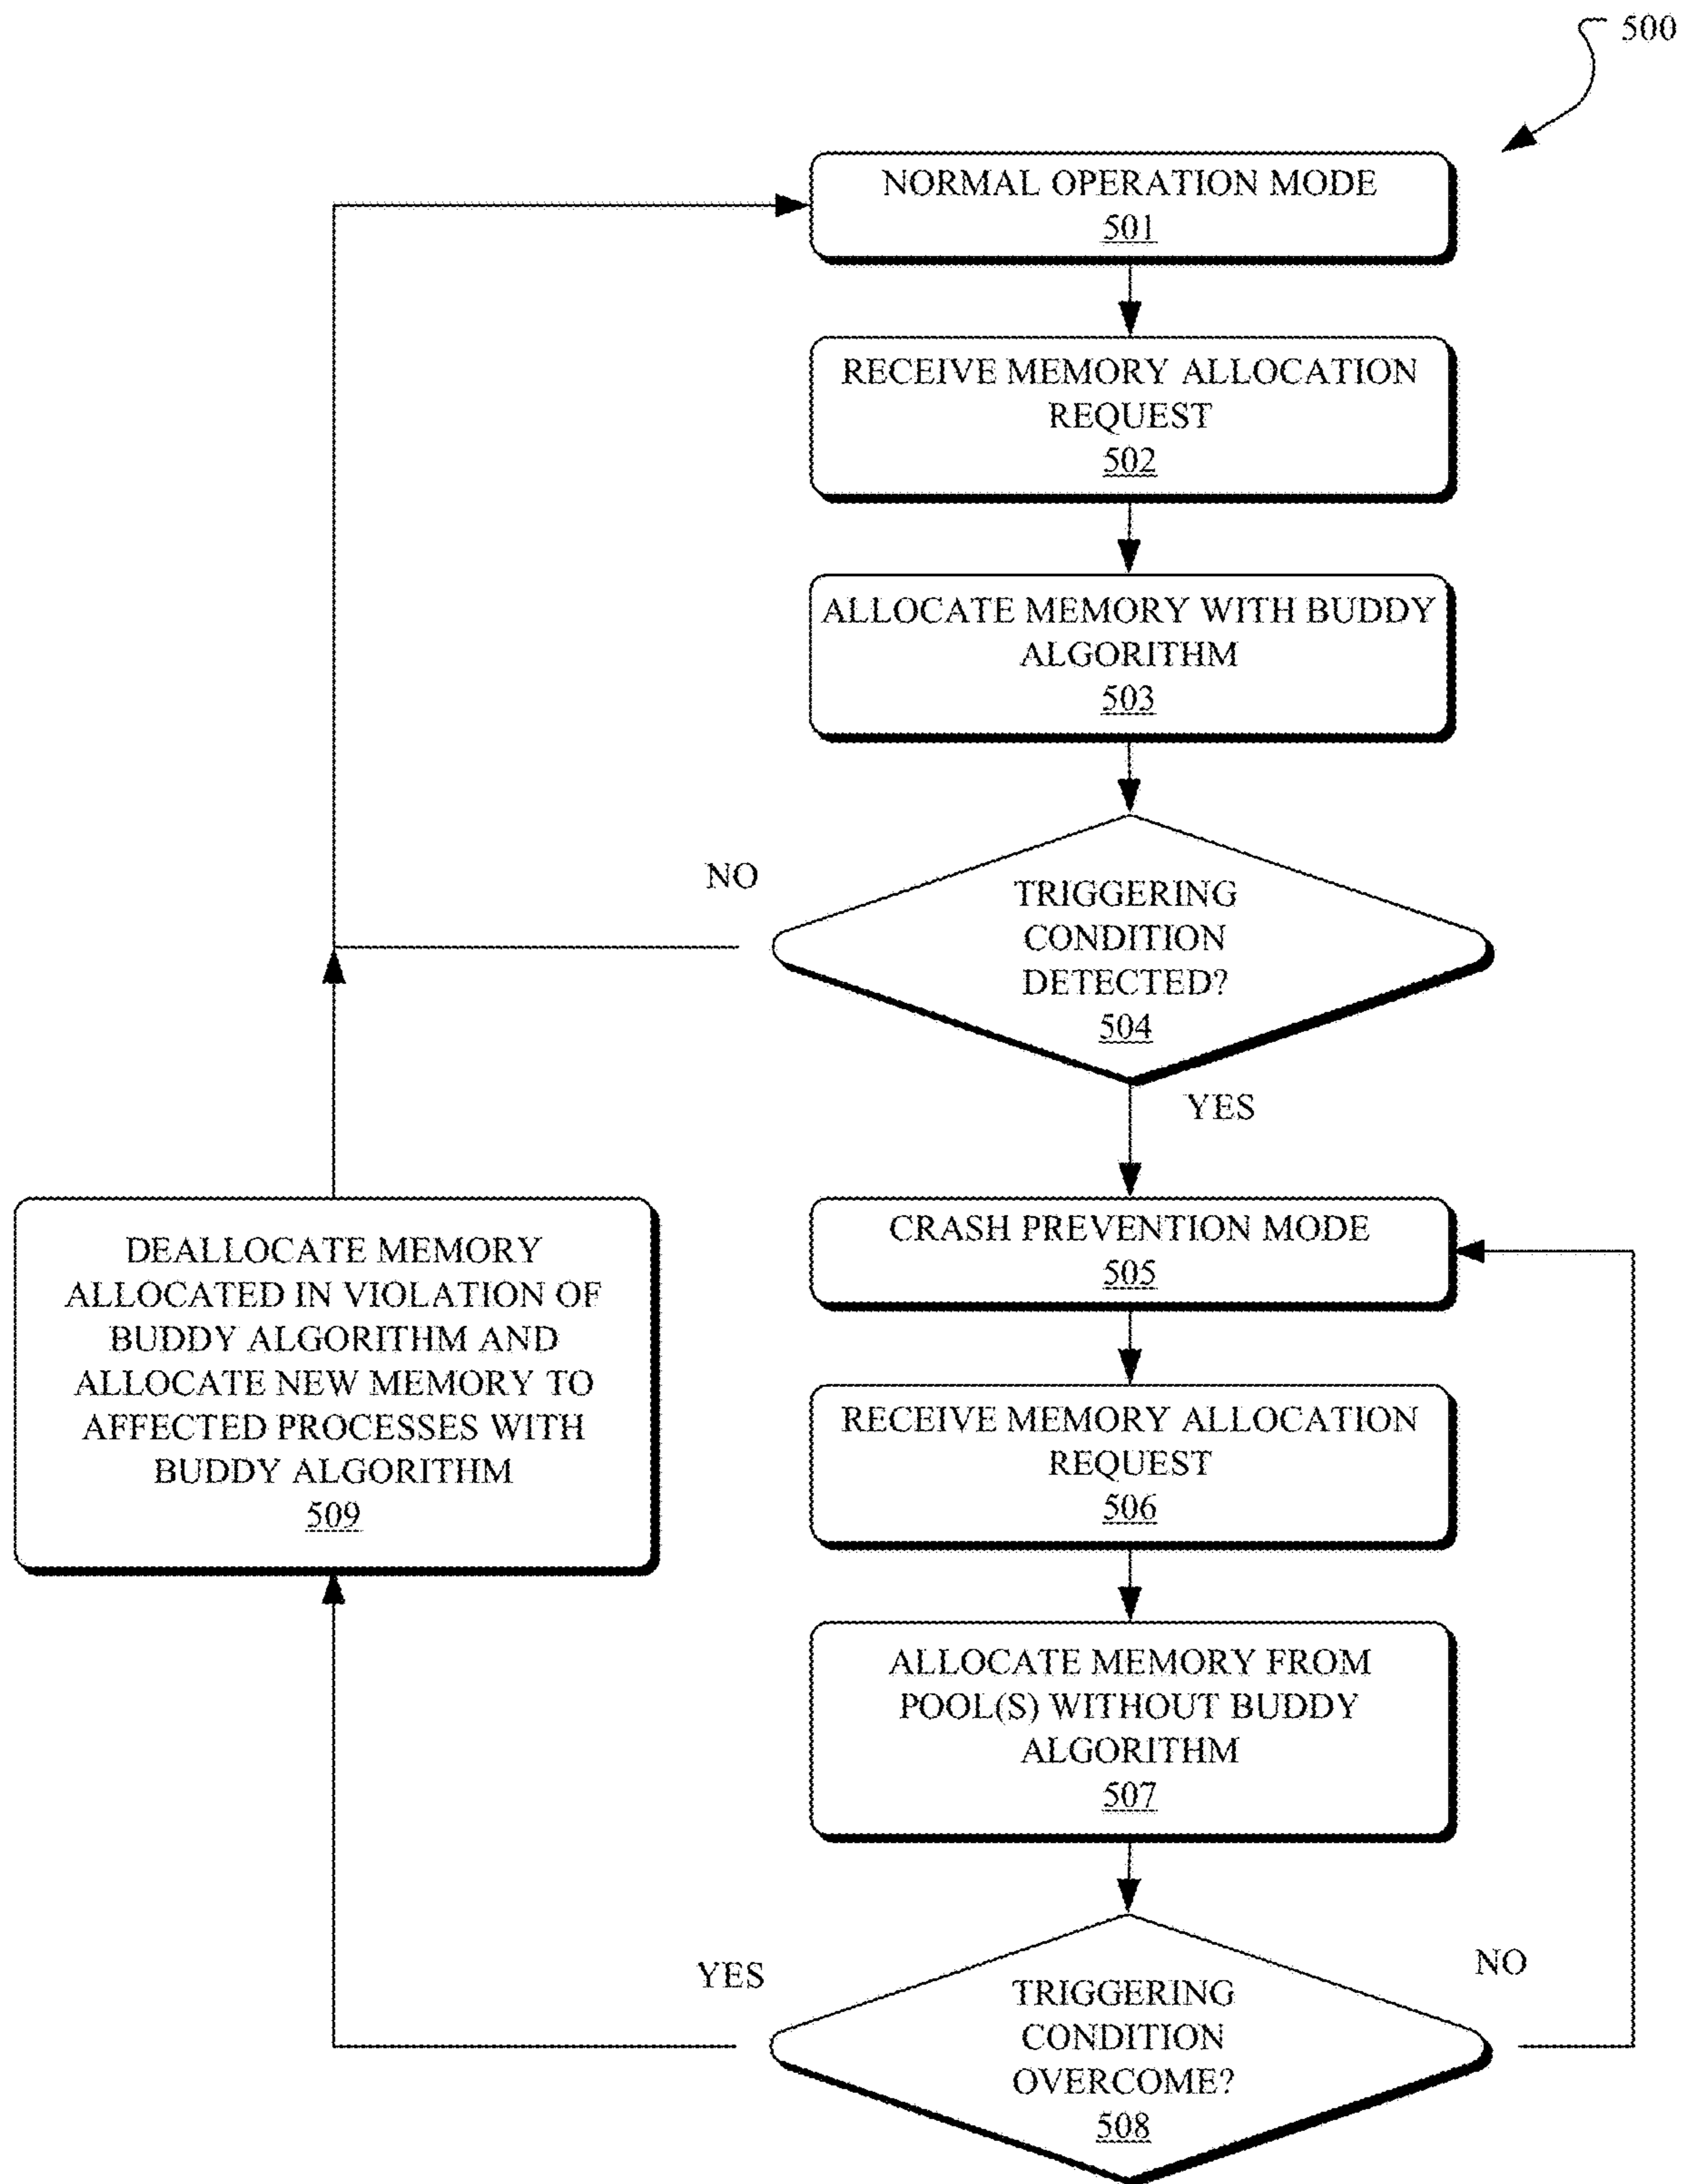 500
NORMAL OPERATION MODE
501
RECEIVE MEMORY ALLOCATION
REQUEST
502
ALLOCATE MEMORY WITH BUDDY
ALGORITHM
503
NO
TRIGGERING
CONDITION
DETECTED?
504
YES
CRASH PREVENTION MODE
505
RECEIVE MEMORY ALLOCATION
REQUEST
506
ALLOCATE MEMORY FROM
POOL(S) WITHOUT BUDDY
ALGORITHM
507
YES
NO
TRIGGERING
CONDITION
OVERCOME?
508
DEALLOCATE MEMORY
ALLOCATED IN VIOLATION OF
BUDDY ALGORITHM AND
ALLOCATE NEW MEMORY TO
AFFECTED PROCESSES WITH
BUDDY ALGORITHM
509